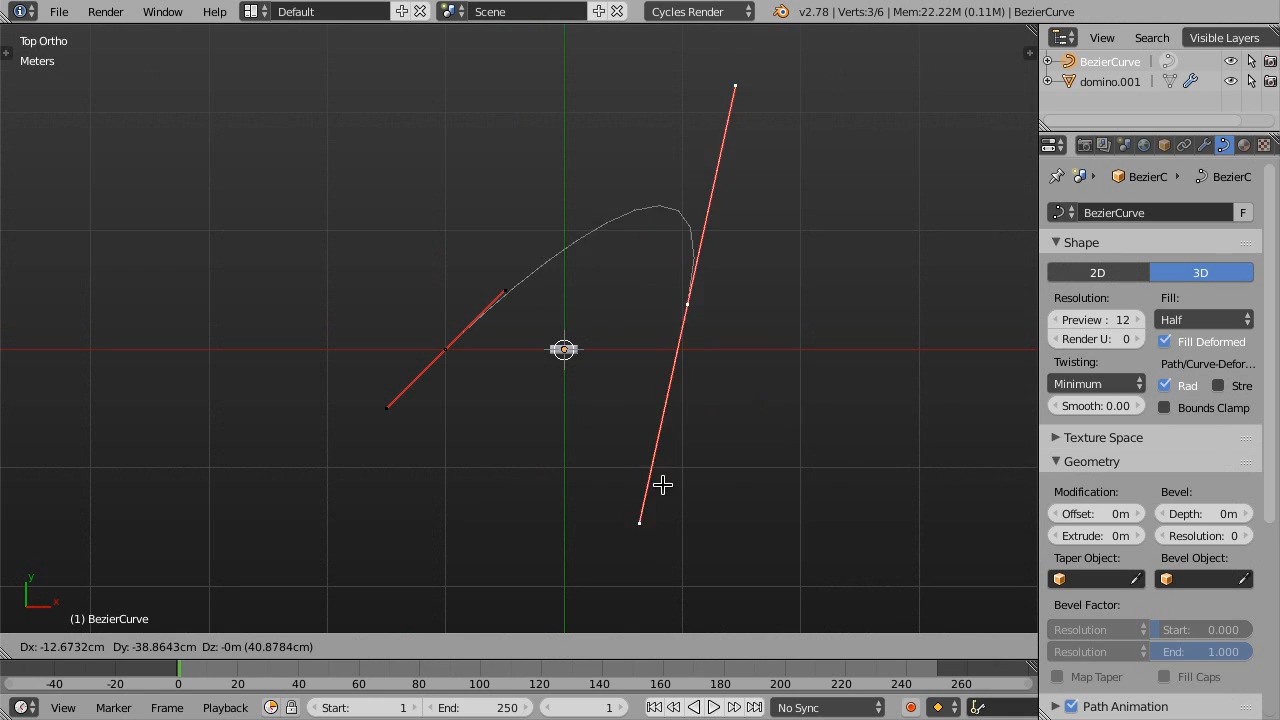 File Render Window Help Default Scene Cycles Render v2.78 | Verts:3/6 | Mem:22.22M (0.11M) | BezierCurve
Top Ortho
Meters
View Search Visible Layers
BezierCurve
domino.001
BezierC BezierC
BezierCurve F
Shape
2D 3D
Resolution: Fill:
Preview : 12 Half
Render U: 0 Fill Deformed
Twisting: Path/Curve-Defor...
Minimum Rad Stre
Smooth: 0.00 Bounds Clamp
Texture Space
Geometry
Modification: Bevel:
Offset: 0m Depth: 0m
Extrude: 0m Resolution: 0
Taper Object: Bevel Object:
Bevel Factor:
Resolution Start: 0.000
Resolution End: 1.000
Map Taper Fill Caps
Path Animation
y
x
(1) BezierCurve
Dx: -12.6732cm Dy: -38.8643cm Dz: -0m (40.8784cm)
-40 -20 0 20 40 60 80 100 120 140 160 180 200 220 240 260
View Marker Frame Playback Start: 1 End: 250 1 No Sync